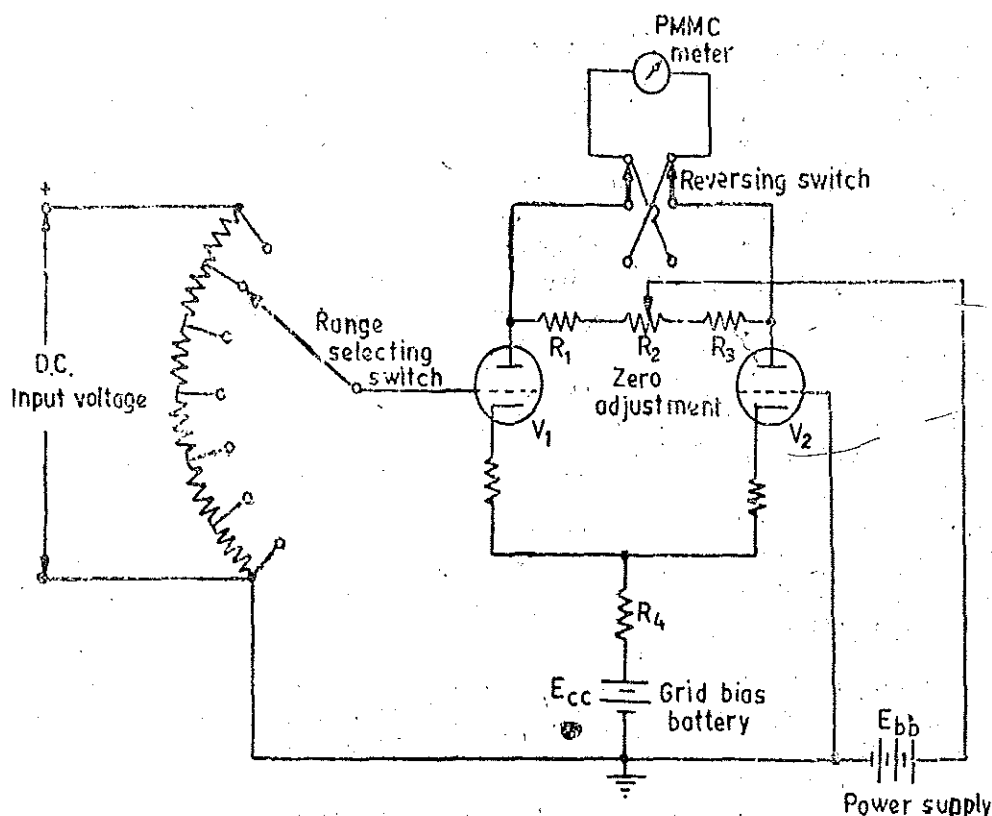 PMMC
meter
Reversing switch
+
D.C.
Input voltage
Range
selecting
switch
R1
R2
R3
Zero
adjustment
V1
V2
R4
Ecc
Grid bias
battery
Ebb
Power supply